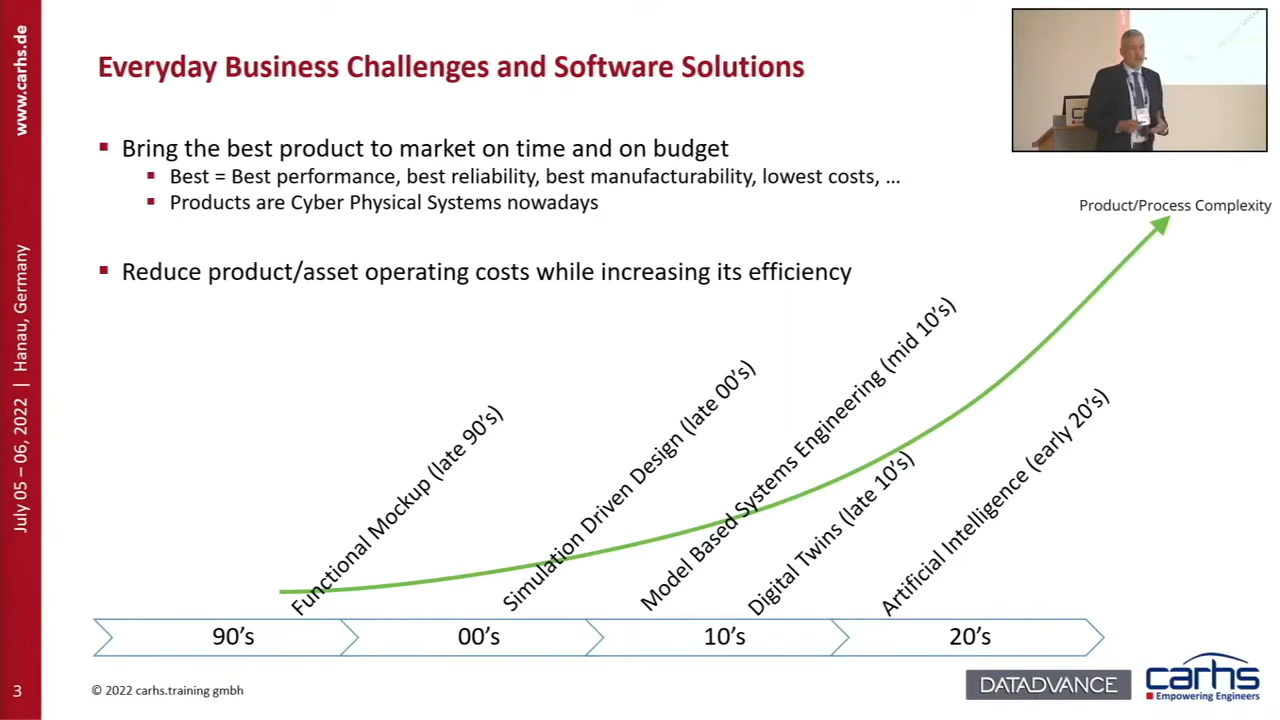 www.carhs.de
July 05 – 06, 2022 | Hanau, Germany
3
Everyday Business Challenges and Software Solutions
▪ Bring the best product to market on time and on budget
▪ Best = Best performance, best reliability, best manufacturability, lowest costs, …
▪ Products are Cyber Physical Systems nowadays
▪ Reduce product/asset operating costs while increasing its efficiency
Product/Process Complexity
Functional Mockup (late 90’s)
Simulation Driven Design (late 00’s)
Model Based Systems Engineering (mid 10’s)
Digital Twins (late 10’s)
Artificial Intelligence (early 20’s)
90’s
00’s
10’s
20’s
© 2022 carhs.training gmbh
DATADVANCE
carhs
Empowering Engineers